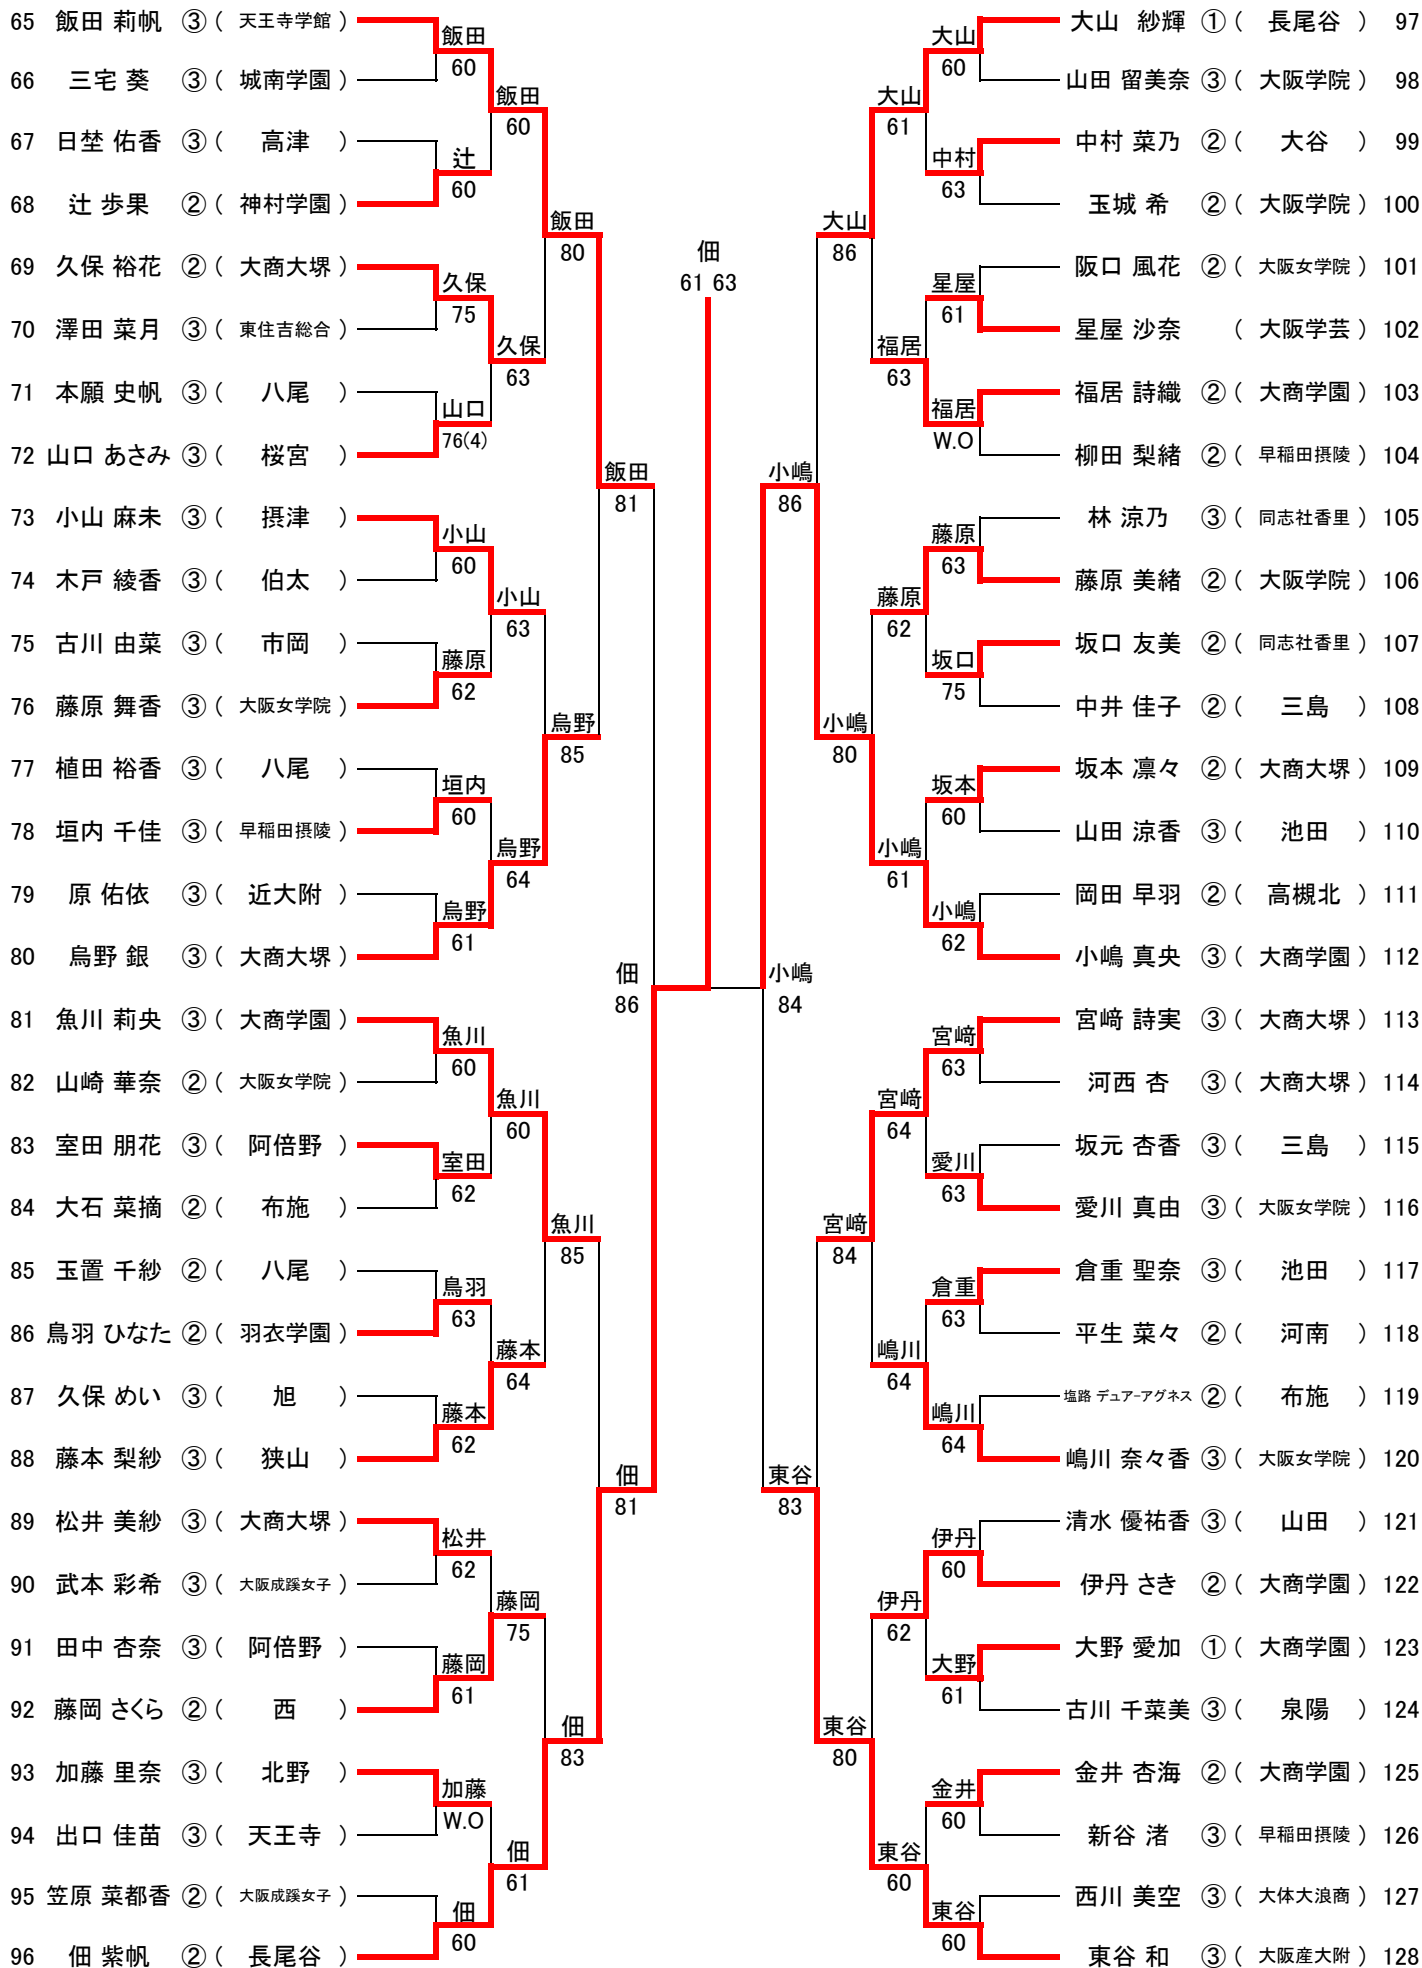 65 飯田 莉帆 ③ ( 天王寺学館 )
66 三宅 葵 ③ ( 城南学園 )
67 日埜 佑香 ③ ( 高津 )
68 辻 歩果 ② ( 神村学園 )
69 久保 裕花 ② ( 大商大堺 )
70 澤田 菜月 ③ ( 東住吉総合 )
71 本願 史帆 ③ ( 八尾 )
72 山口 あさみ ③ ( 桜宮 )
73 小山 麻未 ③ ( 摂津 )
74 木戸 綾香 ③ ( 伯太 )
75 古川 由菜 ③ ( 市岡 )
76 藤原 舞香 ③ ( 大阪女学院 )
77 植田 裕香 ③ ( 八尾 )
78 垣内 千佳 ③ ( 早稲田摂陵 )
79 原 佑依 ③ ( 近大附 )
80 烏野 銀 ③ ( 大商大堺 )
81 魚川 莉央 ③ ( 大商学園 )
82 山崎 華奈 ② ( 大阪女学院 )
83 室田 朋花 ③ ( 阿倍野 )
84 大石 菜摘 ② ( 布施 )
85 玉置 千紗 ② ( 八尾 )
86 鳥羽 ひなた ② ( 羽衣学園 )
87 久保 めい ③ ( 旭 )
88 藤本 梨紗 ③ ( 狭山 )
89 松井 美紗 ③ ( 大商大堺 )
90 武本 彩希 ③ ( 大阪成蹊女子 )
91 田中 杏奈 ③ ( 阿倍野 )
92 藤岡 さくら ② ( 西 )
93 加藤 里奈 ③ ( 北野 )
94 出口 佳苗 ③ ( 天王寺 )
95 笠原 菜都香 ② ( 大阪成蹊女子 )
96 佃 紫帆 ② ( 長尾谷 )
飯田
60
辻
60
久保
75
山口
76(4)
小山
60
藤原
62
垣内
60
烏野
61
魚川
60
室田
62
鳥羽
63
藤本
62
松井
62
藤岡
61
加藤
W.O
佃
60
飯田
60
久保
63
小山
63
烏野
64
魚川
60
藤本
64
藤岡
75
佃
61
飯田
80
烏野
85
魚川
85
佃
83
飯田
81
佃
81
佃
86
佃
61 63
小嶋
84
小嶋
86
東谷
83
大山
86
小嶋
80
宮﨑
84
東谷
80
大山
61
福居
63
藤原
62
小嶋
61
宮﨑
64
嶋川
64
伊丹
62
東谷
60
大山
60
中村
63
星屋
61
福居
W.O
藤原
63
坂口
75
坂本
60
小嶋
62
宮﨑
63
愛川
63
倉重
63
嶋川
64
伊丹
60
大野
61
金井
60
東谷
60
大山 紗輝 ① ( 長尾谷 ) 97
山田 留美奈 ③ ( 大阪学院 ) 98
中村 菜乃 ② ( 大谷 ) 99
玉城 希 ② ( 大阪学院 ) 100
阪口 風花 ② ( 大阪女学院 ) 101
星屋 沙奈 ( 大阪学芸 ) 102
福居 詩織 ② ( 大商学園 ) 103
柳田 梨緒 ② ( 早稲田摂陵 ) 104
林 涼乃 ③ ( 同志社香里 ) 105
藤原 美緒 ② ( 大阪学院 ) 106
坂口 友美 ② ( 同志社香里 ) 107
中井 佳子 ② ( 三島 ) 108
坂本 凛々 ② ( 大商大堺 ) 109
山田 涼香 ③ ( 池田 ) 110
岡田 早羽 ② ( 高槻北 ) 111
小嶋 真央 ③ ( 大商学園 ) 112
宮﨑 詩実 ③ ( 大商大堺 ) 113
河西 杏 ③ ( 大商大堺 ) 114
坂元 杏香 ③ ( 三島 ) 115
愛川 真由 ③ ( 大阪女学院 ) 116
倉重 聖奈 ③ ( 池田 ) 117
平生 菜々 ② ( 河南 ) 118
塩路 デュアーアグネス ② ( 布施 ) 119
嶋川 奈々香 ③ ( 大阪女学院 ) 120
清水 優祐香 ③ ( 山田 ) 121
伊丹 さき ② ( 大商学園 ) 122
大野 愛加 ① ( 大商学園 ) 123
古川 千菜美 ③ ( 泉陽 ) 124
金井 杏海 ② ( 大商学園 ) 125
新谷 渚 ③ ( 早稲田摂陵 ) 126
西川 美空 ③ ( 大体大浪商 ) 127
東谷 和 ③ ( 大阪産大附 ) 128